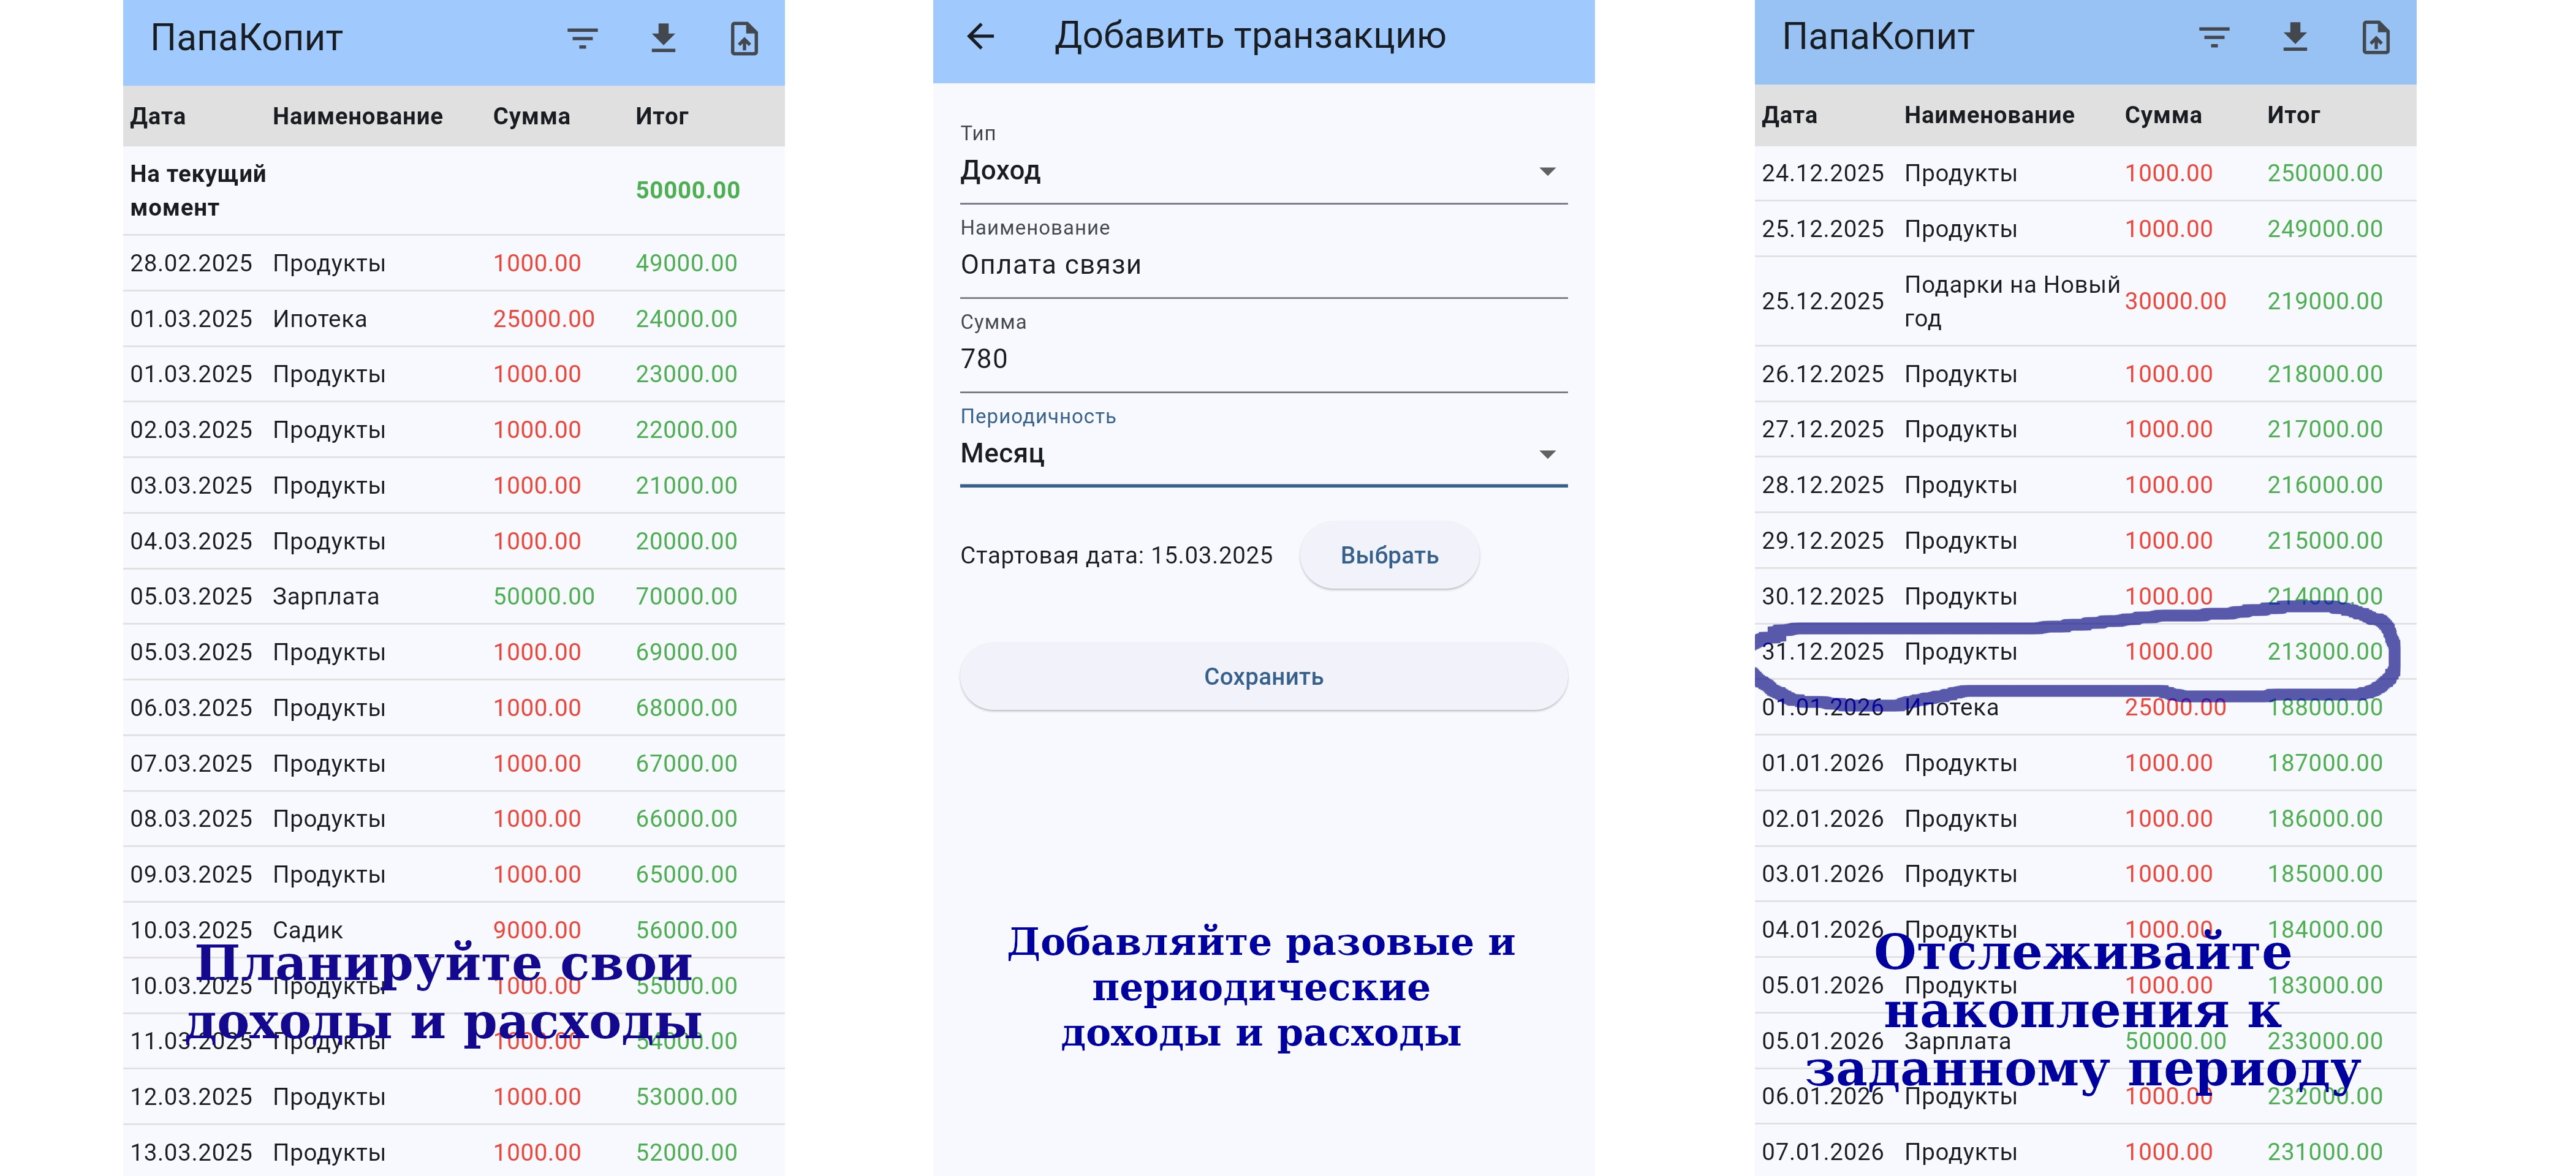 ПапаКопит
Дата Наименование Сумма Итог
На текущий
момент
50000.00
28.02.2025 Продукты 1000.00 49000.00
01.03.2025 Ипотека 25000.00 24000.00
01.03.2025 Продукты 1000.00 23000.00
02.03.2025 Продукты 1000.00 22000.00
03.03.2025 Продукты 1000.00 21000.00
04.03.2025 Продукты 1000.00 20000.00
05.03.2025 Зарплата 50000.00 70000.00
05.03.2025 Продукты 1000.00 69000.00
06.03.2025 Продукты 1000.00 68000.00
07.03.2025 Продукты 1000.00 67000.00
08.03.2025 Продукты 1000.00 66000.00
09.03.2025 Продукты 1000.00 65000.00
10.03.2025 Садик 9000.00 56000.00
10.03.2025 Продукты 1000.00 55000.00
11.03.2025 Продукты 1000.00 54000.00
12.03.2025 Продукты 1000.00 53000.00
13.03.2025 Продукты 1000.00 52000.00
Планируйте свои
доходы и расходы
Добавить транзакцию
Тип
Доход
Наименование
Оплата связи
Сумма
780
Периодичность
Месяц
Стартовая дата: 15.03.2025 Выбрать
Сохранить
Добавляйте разовые и
периодические
доходы и расходы
ПапаКопит
Дата Наименование Сумма Итог
24.12.2025 Продукты 1000.00 250000.00
25.12.2025 Продукты 1000.00 249000.00
25.12.2025 Подарки на Новый 30000.00 219000.00
год
26.12.2025 Продукты 1000.00 218000.00
27.12.2025 Продукты 1000.00 217000.00
28.12.2025 Продукты 1000.00 216000.00
29.12.2025 Продукты 1000.00 215000.00
30.12.2025 Продукты 1000.00 214000.00
31.12.2025 Продукты 1000.00 213000.00
01.01.2026 Ипотека 25000.00 188000.00
01.01.2026 Продукты 1000.00 187000.00
02.01.2026 Продукты 1000.00 186000.00
03.01.2026 Продукты 1000.00 185000.00
04.01.2026 Продукты 1000.00 184000.00
05.01.2026 Продукты 1000.00 183000.00
05.01.2026 Зарплата 50000.00 233000.00
06.01.2026 Продукты 1000.00 232000.00
07.01.2026 Продукты 1000.00 231000.00
Отслеживайте
накопления к
заданному периоду